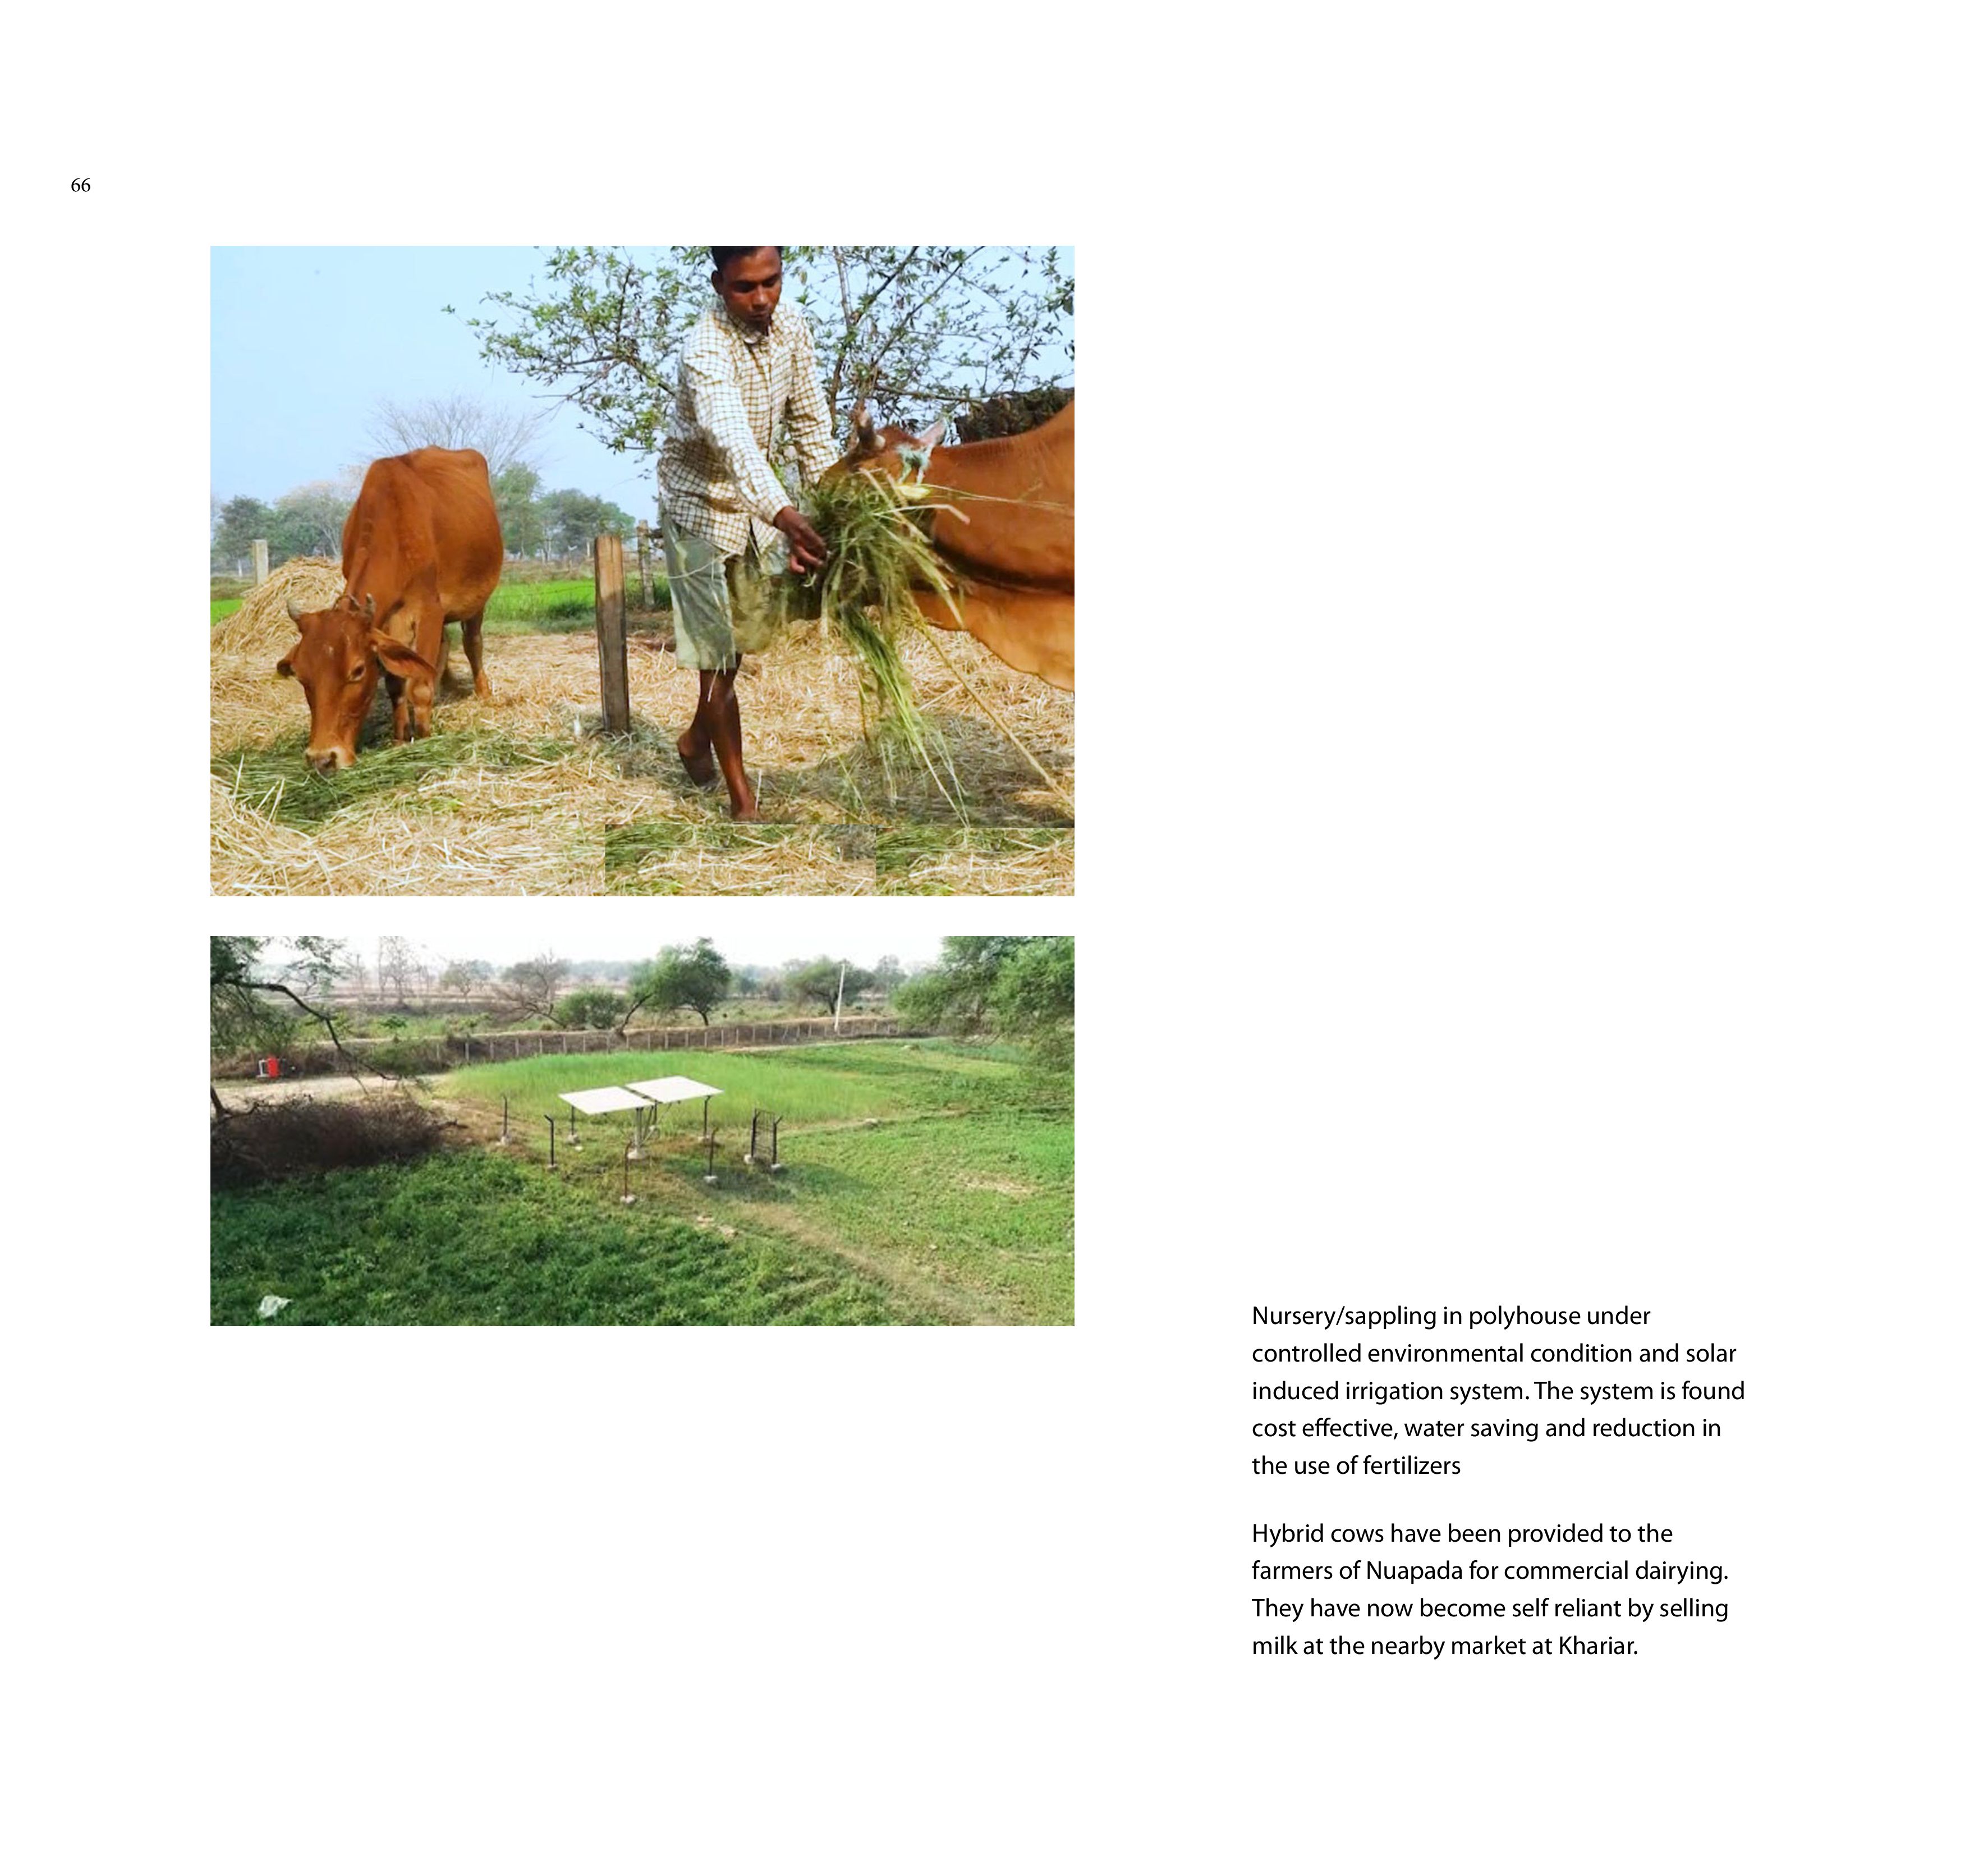 66
Nursery/sappling in polyhouse under
controlled environmental condition and solar
induced irrigation system. The system is found
cost effective, water saving and reduction in
the use of fertilizers
Hybrid cows have been provided to the
farmers of Nuapada for commercial dairying.
They have now become self reliant by selling
milk at the nearby market at Khariar.